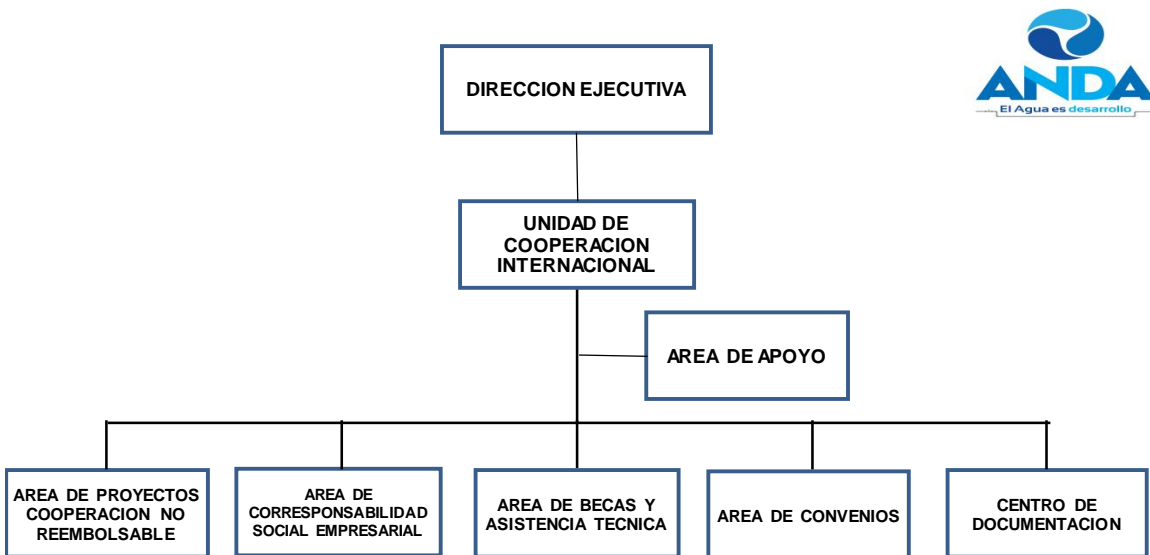 ANDA
El Agua es desarrollo
DIRECCION EJECUTIVA
UNIDAD DE
COOPERACION
INTERNACIONAL
AREA DE APOYO
AREA DE PROYECTOS
COOPERACION NO
REEMBOLSABLE
AREA DE
CORRESPONSABILIDAD
SOCIAL EMPRESARIAL
AREA DE BECAS Y
ASISTENCIA TECNICA
AREA DE CONVENIOS
CENTRO DE
DOCUMENTACION